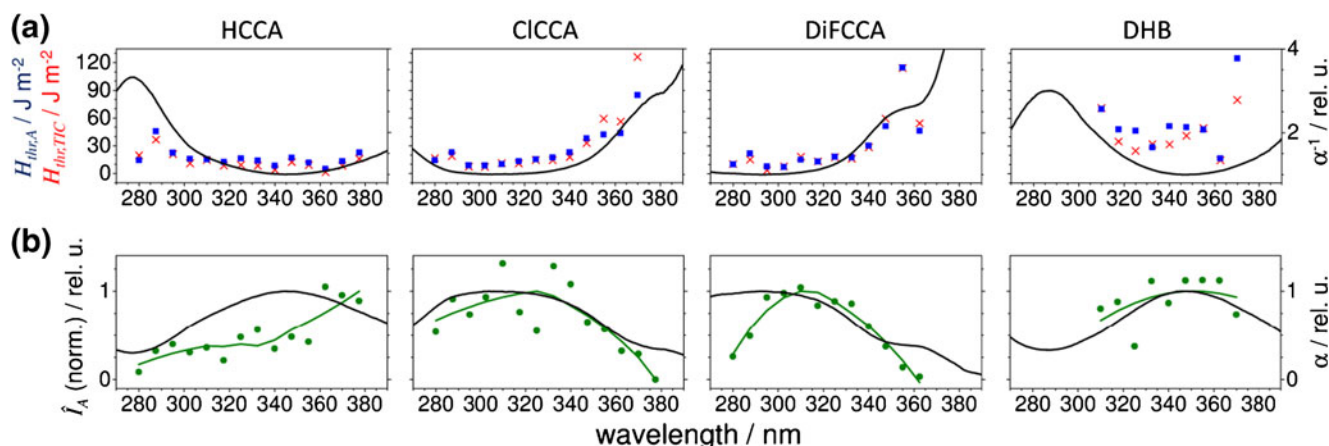 (a)
HCCA
ClCCA
DiFCCA
DHB
H_thr,A / J m⁻²
H_thr,TIC / J m⁻²
120
90
60
30
0
4
2
α⁻¹ / rel. u.
280 300 320 340 360 380
280 300 320 340 360 380
280 300 320 340 360 380
280 300 320 340 360 380
(b)
Î_A (norm.) / rel. u.
1
0
1
0
α / rel. u.
280 300 320 340 360 380
280 300 320 340 360 380
280 300 320 340 360 380
280 300 320 340 360 380
wavelength / nm